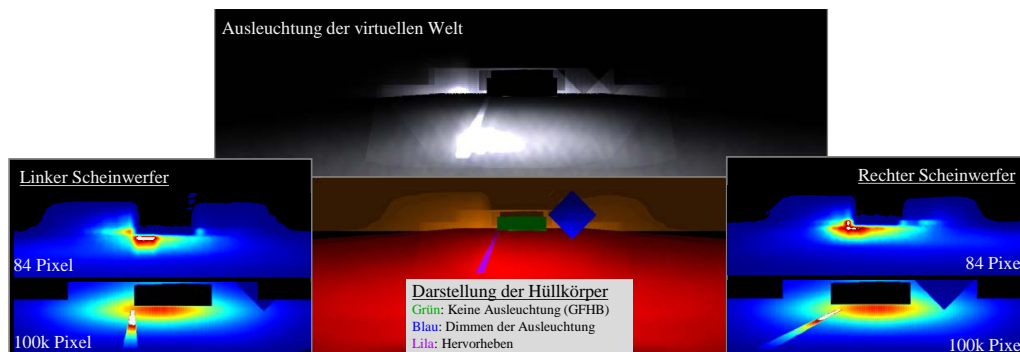 Ausleuchtung der virtuellen Welt
Linker Scheinwerfer
84 Pixel
100k Pixel
Darstellung der Hüllkörper
Grün: Keine Ausleuchtung (GFHB)
Blau: Dimmen der Ausleuchtung
Lila: Hervorheben
Rechter Scheinwerfer
84 Pixe
100k Pixel